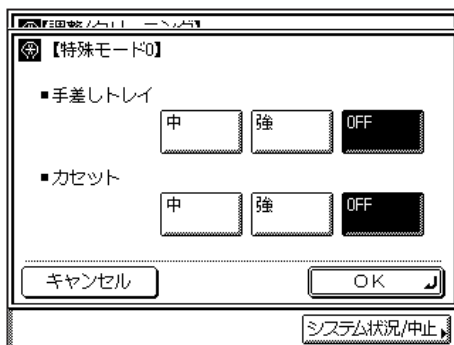 【特殊モード0】
■手差しトレイ
中 強 OFF
■カセット
中 強 OFF
キャンセル OK
システム状況/中止